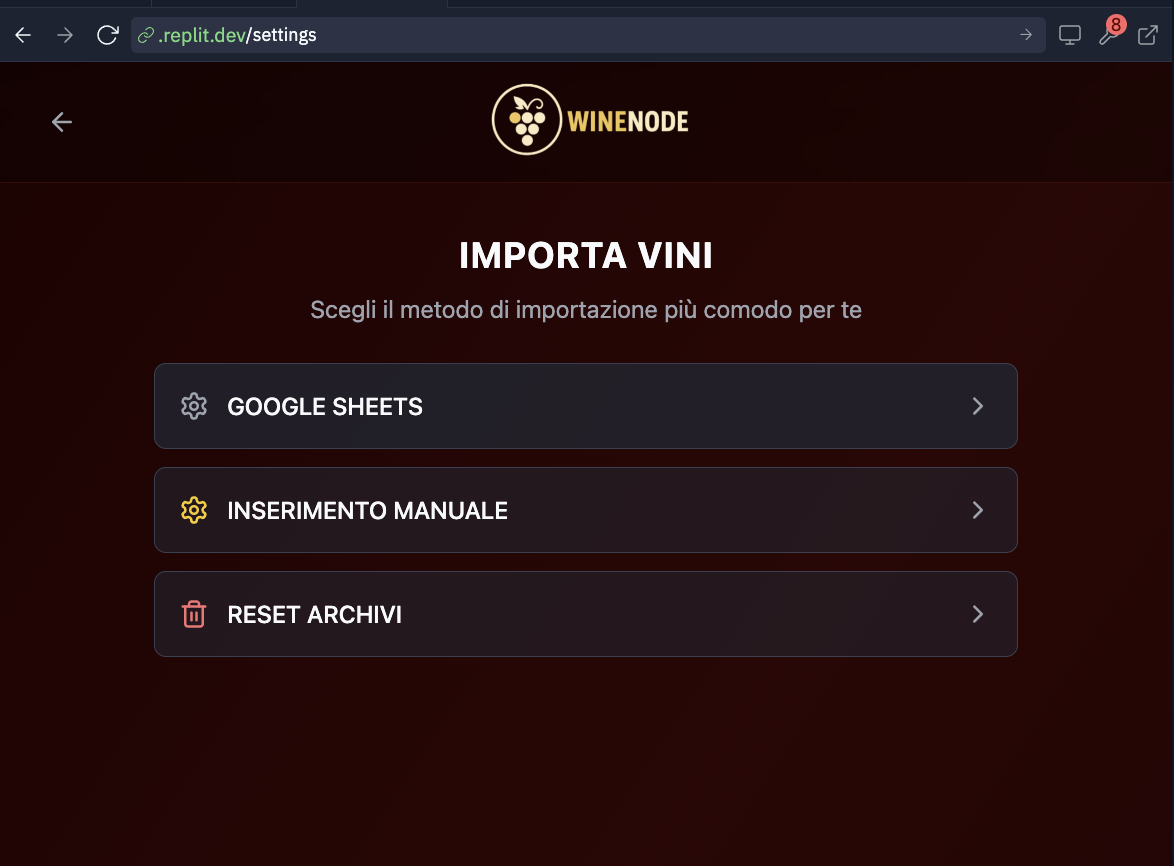 .replit.dev/settings
8
WINENODE
IMPORTA VINI
Scegli il metodo di importazione più comodo per te
GOOGLE SHEETS
INSERIMENTO MANUALE
RESET ARCHIVI